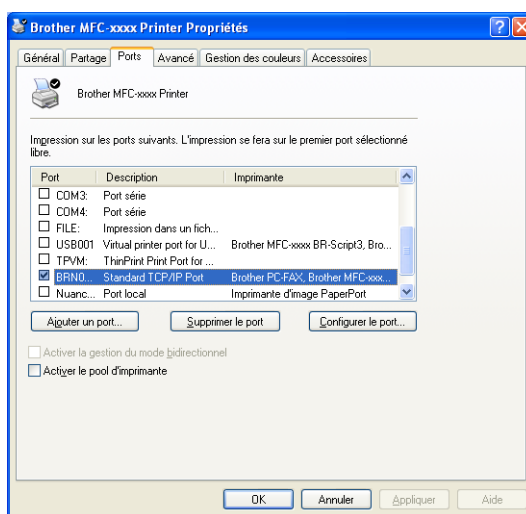 Brother MFC-xxxx Printer Propriétés
Général Partage Ports Avancé Gestion des couleurs Accessoires
Brother MFC-xxxx Printer
Impression sur les ports suivants. L'impression se fera sur le premier port sélectionné
libre.
Port Description Imprimante
COM3: Port série
COM4: Port série
FILE: Impression dans un fich...
USB001 Virtual printer port for U... Brother MFC-xxxx BR-Script3, Bro...
TPVM: ThinPrint Print Port for ...
BRN0... Standard TCP/IP Port Brother PC-FAX, Brother MFC-xxx...
Nuanc... Port local Imprimante d'image PaperPort
Ajouter un port... Supprimer le port Configurer le port...
Activer la gestion du mode bidirectionnel
Activer le pool d'imprimante
OK Annuler Appliquer Aide